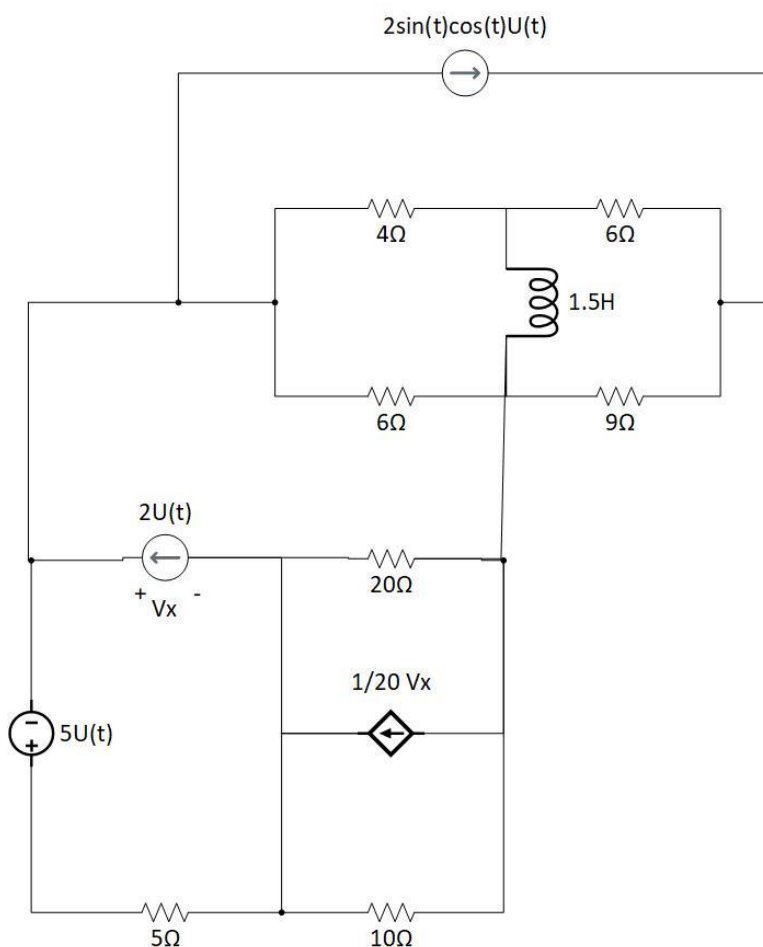 2sin(t)cos(t)U(t)
4Ω
6Ω
1.5H
6Ω
9Ω
2U(t)
+ Vx -
20Ω
1/20 Vx
-
+
5U(t)
5Ω
10Ω